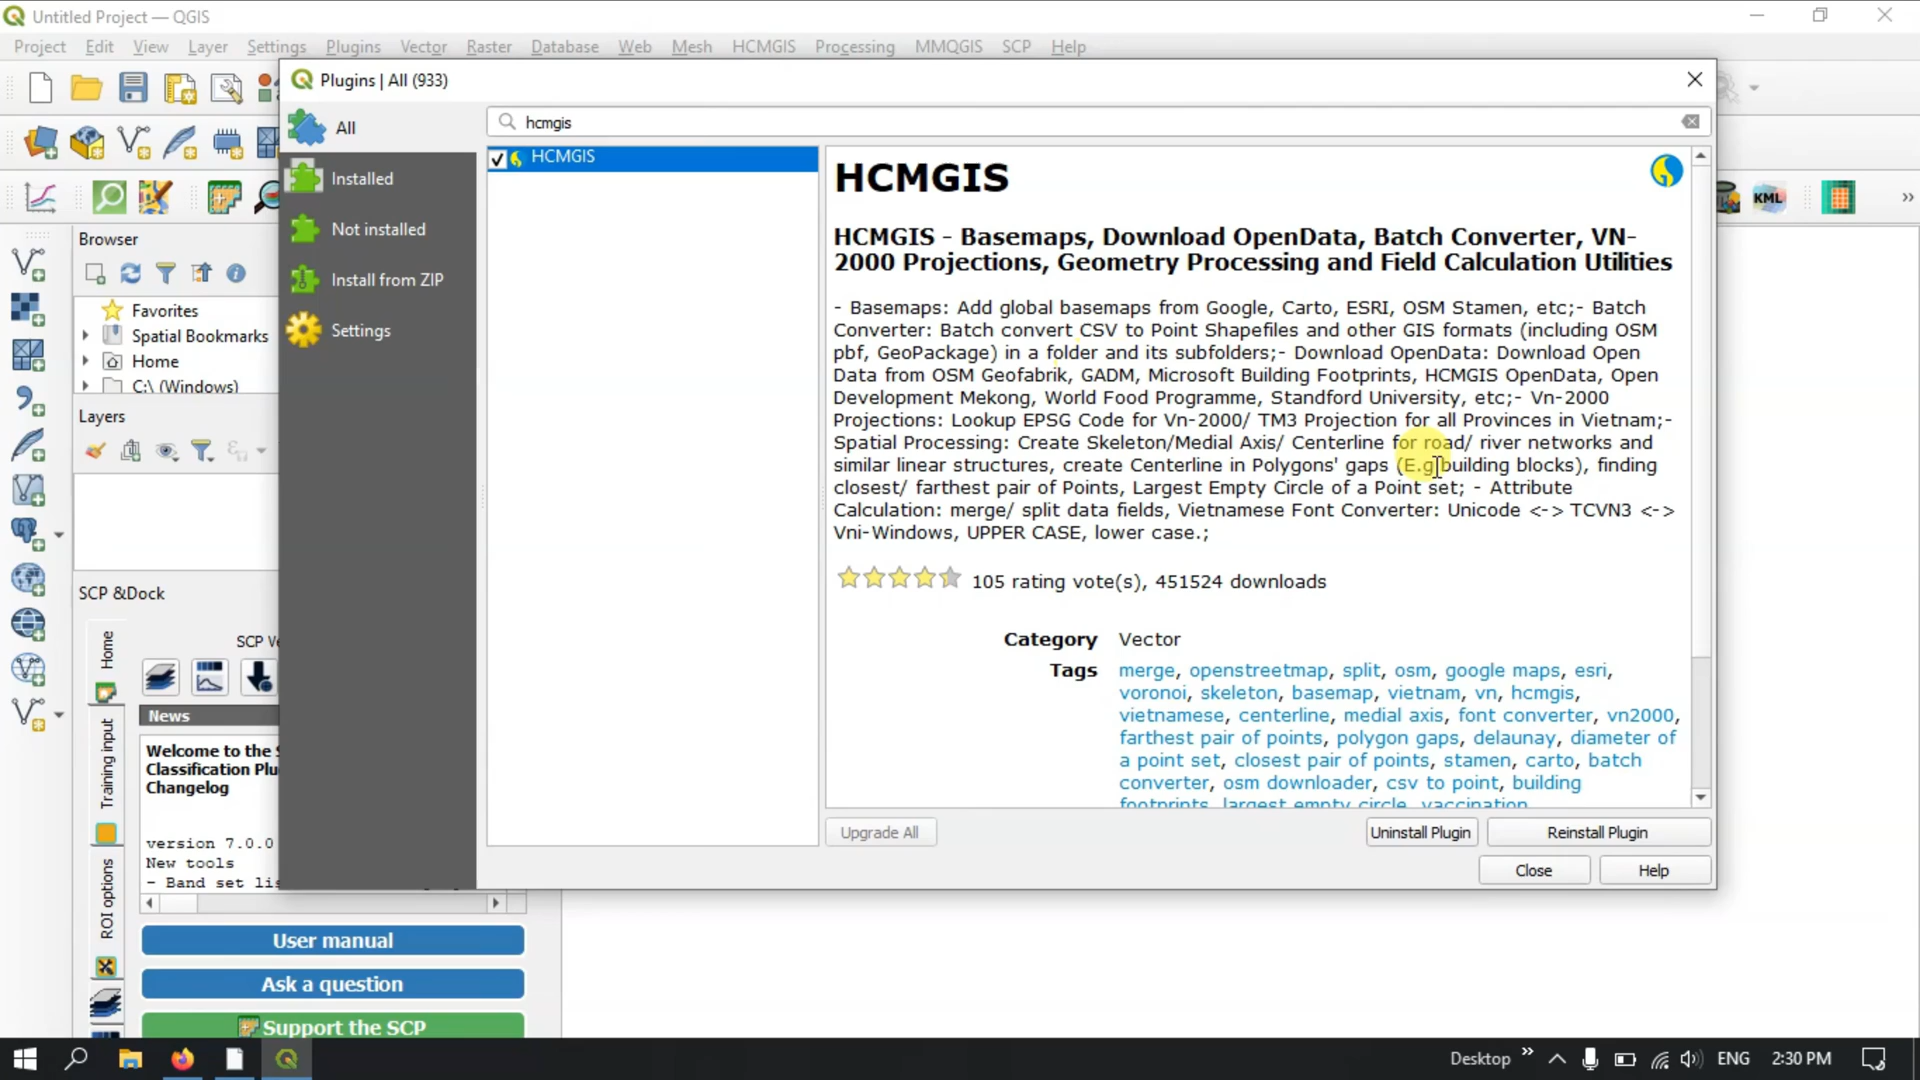 Untitled Project — QGIS
Project Edit View Layer Settings Plugins Vector Raster Database Web Mesh HCMGIS Processing MMQGIS SCP Help
Plugins | All (933)
All
hcmgis
Installed
Not installed
Install from ZIP
Settings
HCMGIS
HCMGIS
HCMGIS - Basemaps, Download OpenData, Batch Converter, VN-
2000 Projections, Geometry Processing and Field Calculation Utilities
- Basemaps: Add global basemaps from Google, Carto, ESRI, OSM Stamen, etc;- Batch
Converter: Batch convert CSV to Point Shapefiles and other GIS formats (including OSM
pbf, GeoPackage) in a folder and its subfolders;- Download OpenData: Download Open
Data from OSM Geofabrik, GADM, Microsoft Building Footprints, HCMGIS OpenData, Open
Development Mekong, World Food Programme, Standford University, etc;- Vn-2000
Projections: Lookup EPSG Code for Vn-2000/ TM3 Projection for all Provinces in Vietnam;-
Spatial Processing: Create Skeleton/Medial Axis/ Centerline for road/ river networks and
similar linear structures, create Centerline in Polygons' gaps (E.g building blocks), finding
closest/ farthest pair of Points, Largest Empty Circle of a Point set; - Attribute
Calculation: merge/ split data fields, Vietnamese Font Converter: Unicode <-> TCVN3 <->
Vni-Windows, UPPER CASE, lower case.;
105 rating vote(s), 451524 downloads
Category Vector
Tags merge, openstreetmap, split, osm, google maps, esri,
voronoi, skeleton, basemap, vietnam, vn, hcmgis,
vietnamese, centerline, medial axis, font converter, vn2000,
farthest pair of points, polygon gaps, delaunay, diameter of
a point set, closest pair of points, stamen, carto, batch
converter, osm downloader, csv to point, building
footprints, largest empty circle, vaccination
Upgrade All
Uninstall Plugin
Reinstall Plugin
Close
Help
KML
Browser
Favorites
Spatial Bookmarks
Home
C:\ (Windows)
Layers
SCP &Dock
Home
Training input
ROI options
SCP
News
Welcome to the
Classification
Changelog
version 7.0.0
New tools
- Band set
User manual
Ask a question
Support the SCP
Desktop
ENG
2:30 PM